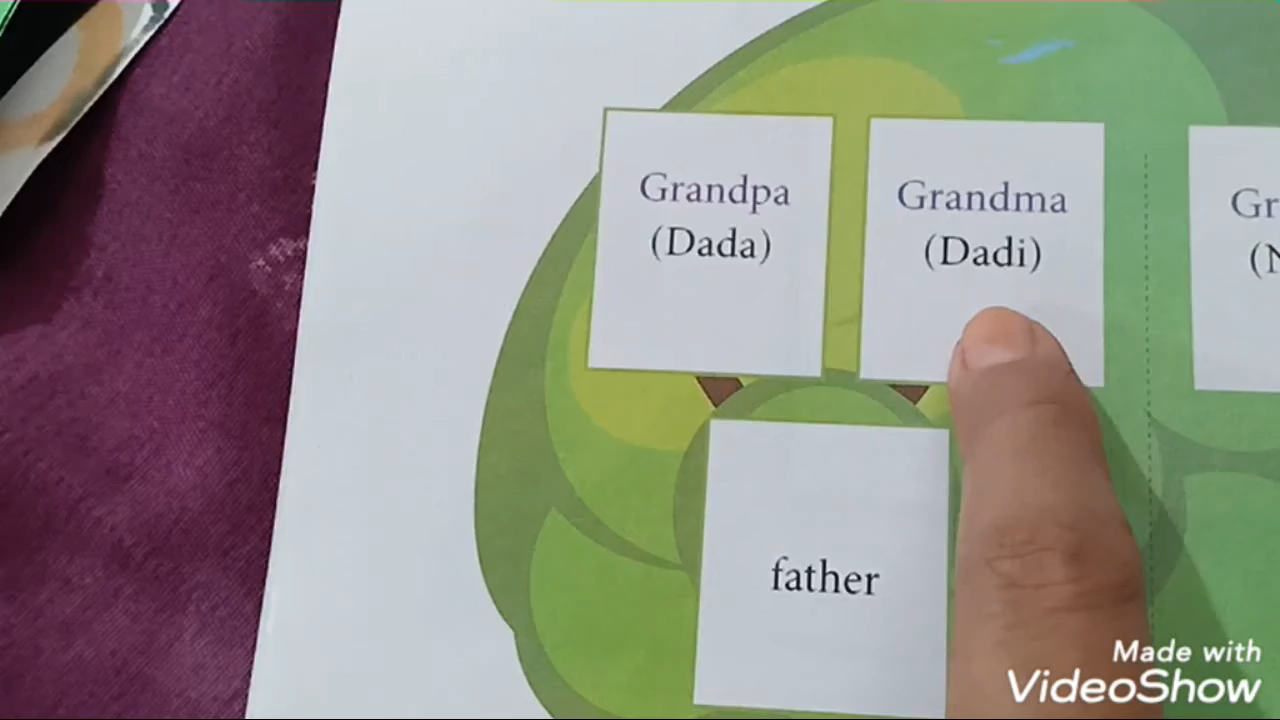 Grandpa
(Dada)
Grandma
(Dadi)
father
Made with
VideoShow